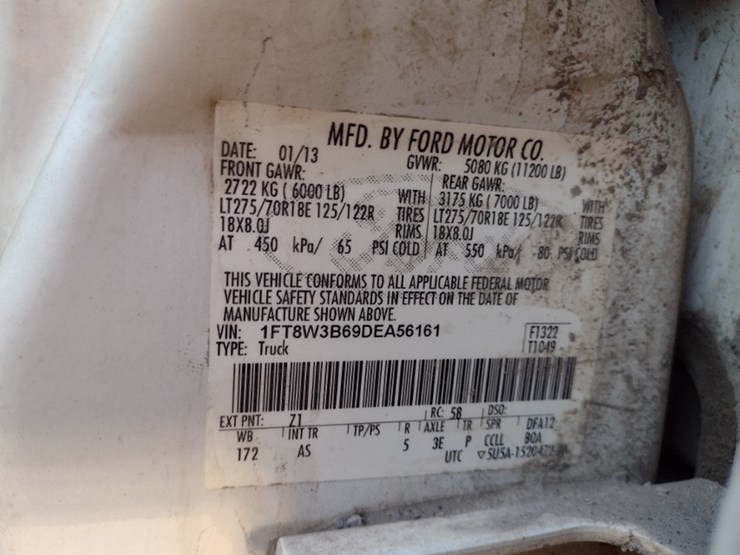 MFD. BY FORD MOTOR CO.
DATE: 01/13 GVWR: 5080 KG (11200 LB)
FRONT GAWR: REAR GAWR:
2722 KG ( 6000 LB) WITH 3175 KG ( 7000 LB) WITH
LT275/70R18E 125/122R TIRES LT275/70R18E 125/122R TIRES
18X8.0J RIMS 18X8.0J RIMS
AT 450 kPa/ 65 PSI COLD AT 550 kPa/ 80 PSI COLD
THIS VEHICLE CONFORMS TO ALL APPLICABLE FEDERAL MOTOR
VEHICLE SAFETY STANDARDS IN EFFECT ON THE DATE OF
MANUFACTURE SHOWN ABOVE.
VIN: 1FT8W3B69DEA56161 F1322
TYPE: Truck T1049
EXT PNT: Z1 RC: 58 DSO:
WB INT TR TP/PS R AXLE TR SPR DFA12
172 AS 5 3E P CCLL BOA
UTC